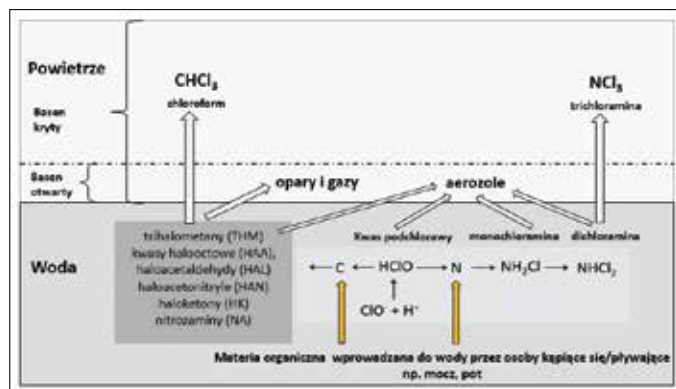 Powietrze
CHCl₃
chloroform
NCl₃
trichloramina
Basen
kryty
Basen
otwarty
opary i gazy
aerozole
trihalometany (THM)
kwasy halooctowe (HAA),
haloacetaldehydy (HAL)
haloacetonitryle (HAN)
haloketony (HK)
nitrozaminy (NA)
Kwas podchlorawy monochloramina dichloramina
Woda
C HClO N NH₂Cl NHCl₂
ClO⁻ + H⁺
Materia organiczna wprowadzana do wody przez osoby kąpiące się/pływające
np. mocz, pot